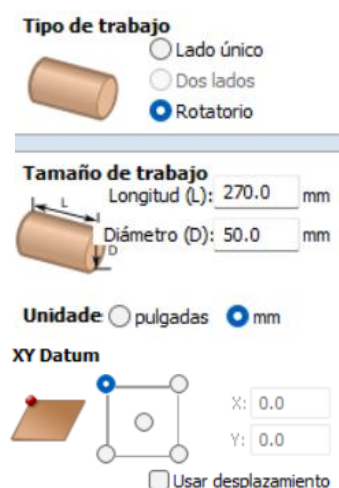 Tipo de trabajo
Lado único
Dos lados
Rotatorio
Tamaño de trabajo
Longitud (L): 270.0 mm
L
Diámetro (D): 50.0 mm
D
Unidade pulgadas mm
XY Datum
X: 0.0
Y: 0.0
Usar desplazamiento